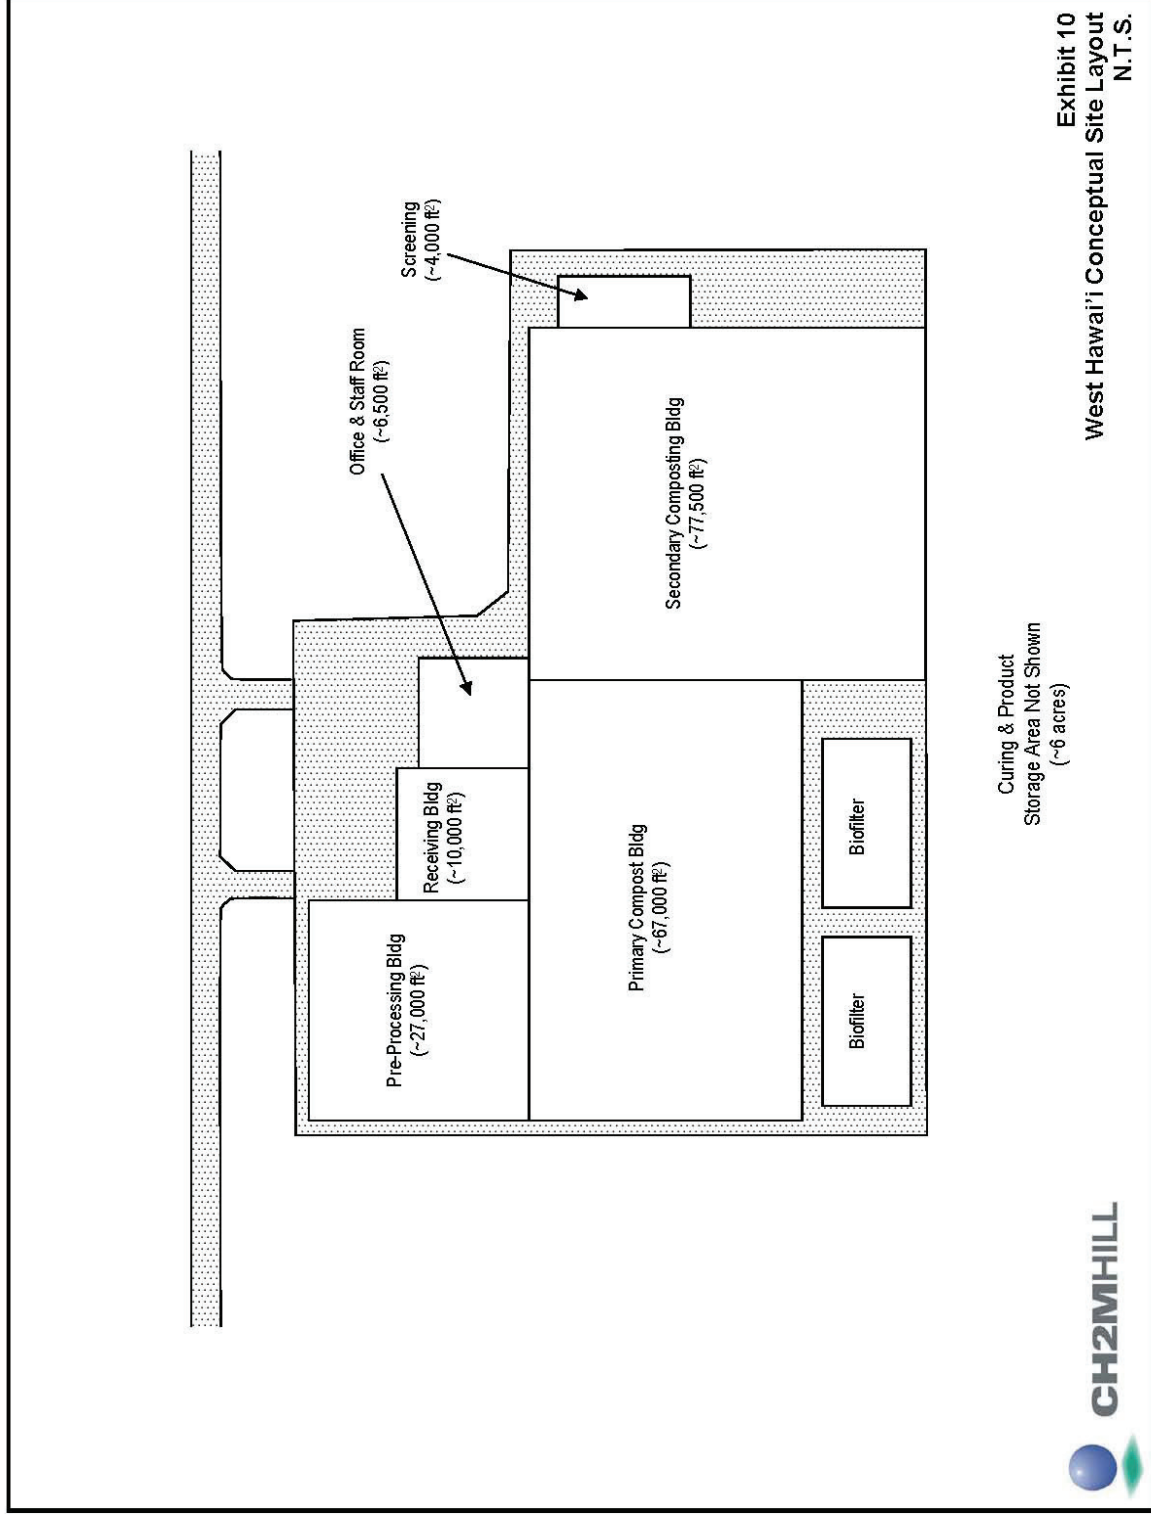 Pre-Processing Bldg
(~27,000 ft²)
Receiving Bldg
(~10,000 ft²)
Office & Staff Room
(~6,500 ft²)
Screening
(~4,000 ft²)
Primary Compost Bldg
(~67,000 ft²)
Secondary Composting Bldg
(~77,500 ft²)
Biofilter
Biofilter
Curing & Product
Storage Area Not Shown
(~6 acres)
CH2MHILL
Exhibit 10
West Hawai’i Conceptual Site Layout
N.T.S.